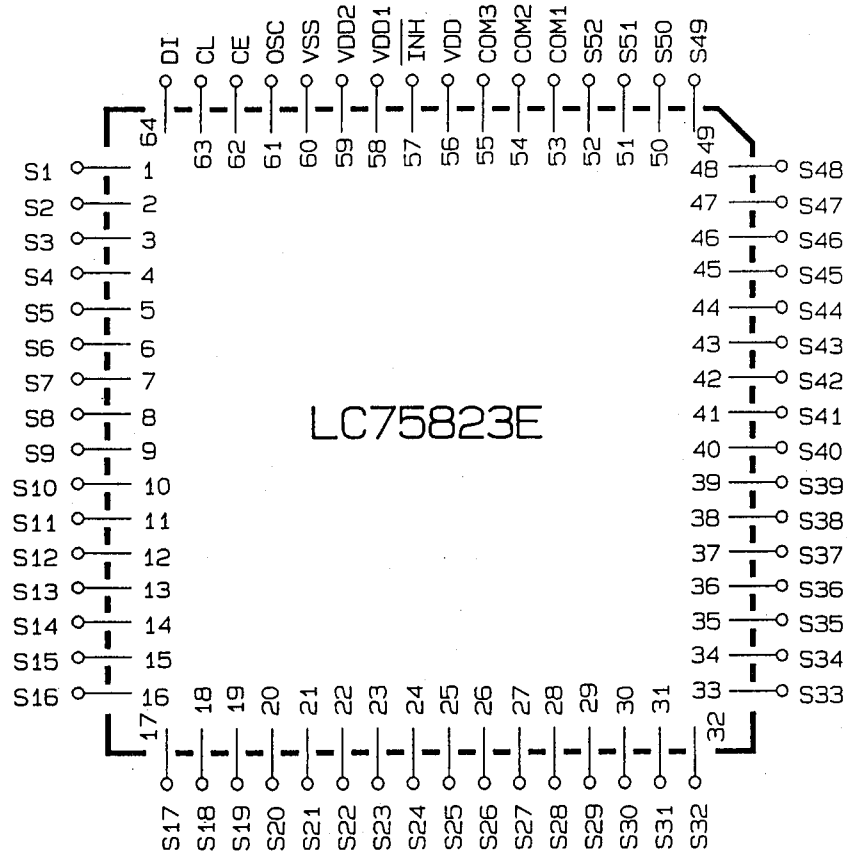 DI CL CE OSC VSS VDD2 VDD1 INH VDD COM3 COM2 COM1 S52 S51 S50 S49
64 63 62 61 60 59 58 57 56 55 54 53 52 51 50 49
S1 1 48 S48
S2 2 47 S47
S3 3 46 S46
S4 4 45 S45
S5 5 44 S44
S6 6 43 S43
S7 7 42 S42
S8 8 41 S41
LC75823E
S9 9 40 S40
S10 10 39 S39
S11 11 38 S38
S12 12 37 S37
S13 13 36 S36
S14 14 35 S35
S15 15 34 S34
S16 16 33 S33
17 18 19 20 21 22 23 24 25 26 27 28 29 30 31 32
S17 S18 S19 S20 S21 S22 S23 S24 S25 S26 S27 S28 S29 S30 S31 S32